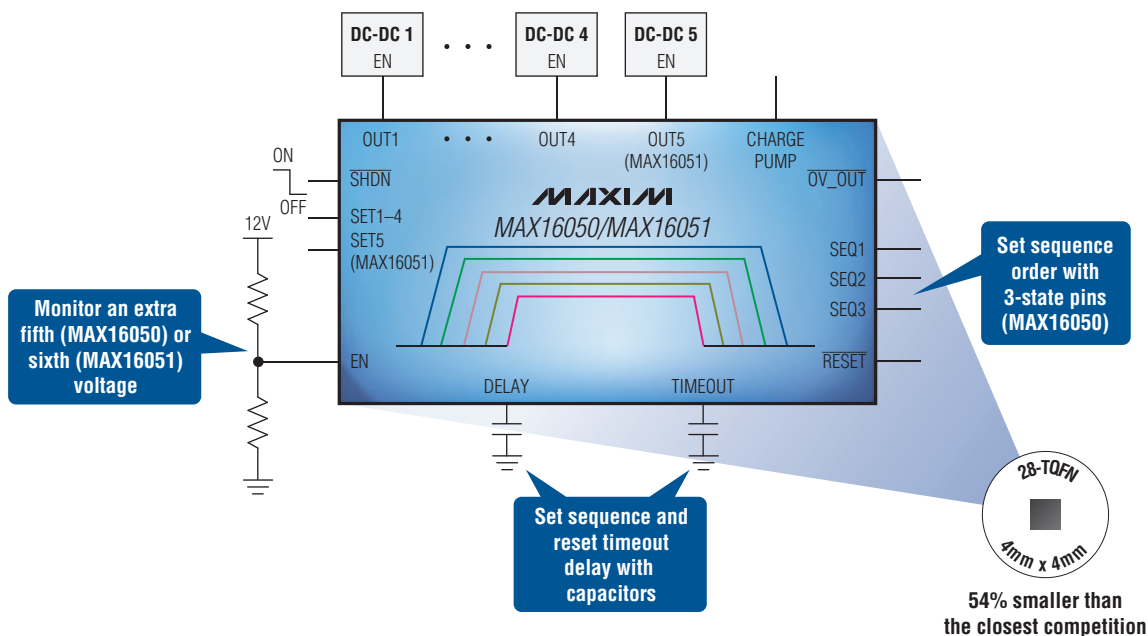 DC-DC 1
EN
• • •
DC-DC 4
EN
DC-DC 5
EN
OUT1
• • •
OUT4
OUT5
(MAX16051)
CHARGE
PUMP
ON
OFF
SHDN
OV_OUT
12V
SET1–4
SET5
(MAX16051)
MAXIM
MAX16050/MAX16051
SEQ1
SEQ2
SEQ3
Set sequence
order with
3-state pins
(MAX16050)
Monitor an extra
fifth (MAX16050) or
sixth (MAX16051)
voltage
EN
RESET
DELAY
TIMEOUT
Set sequence and
reset timeout
delay with
capacitors
28-TQFN
4mm x 4mm
54% smaller than
the closest competition